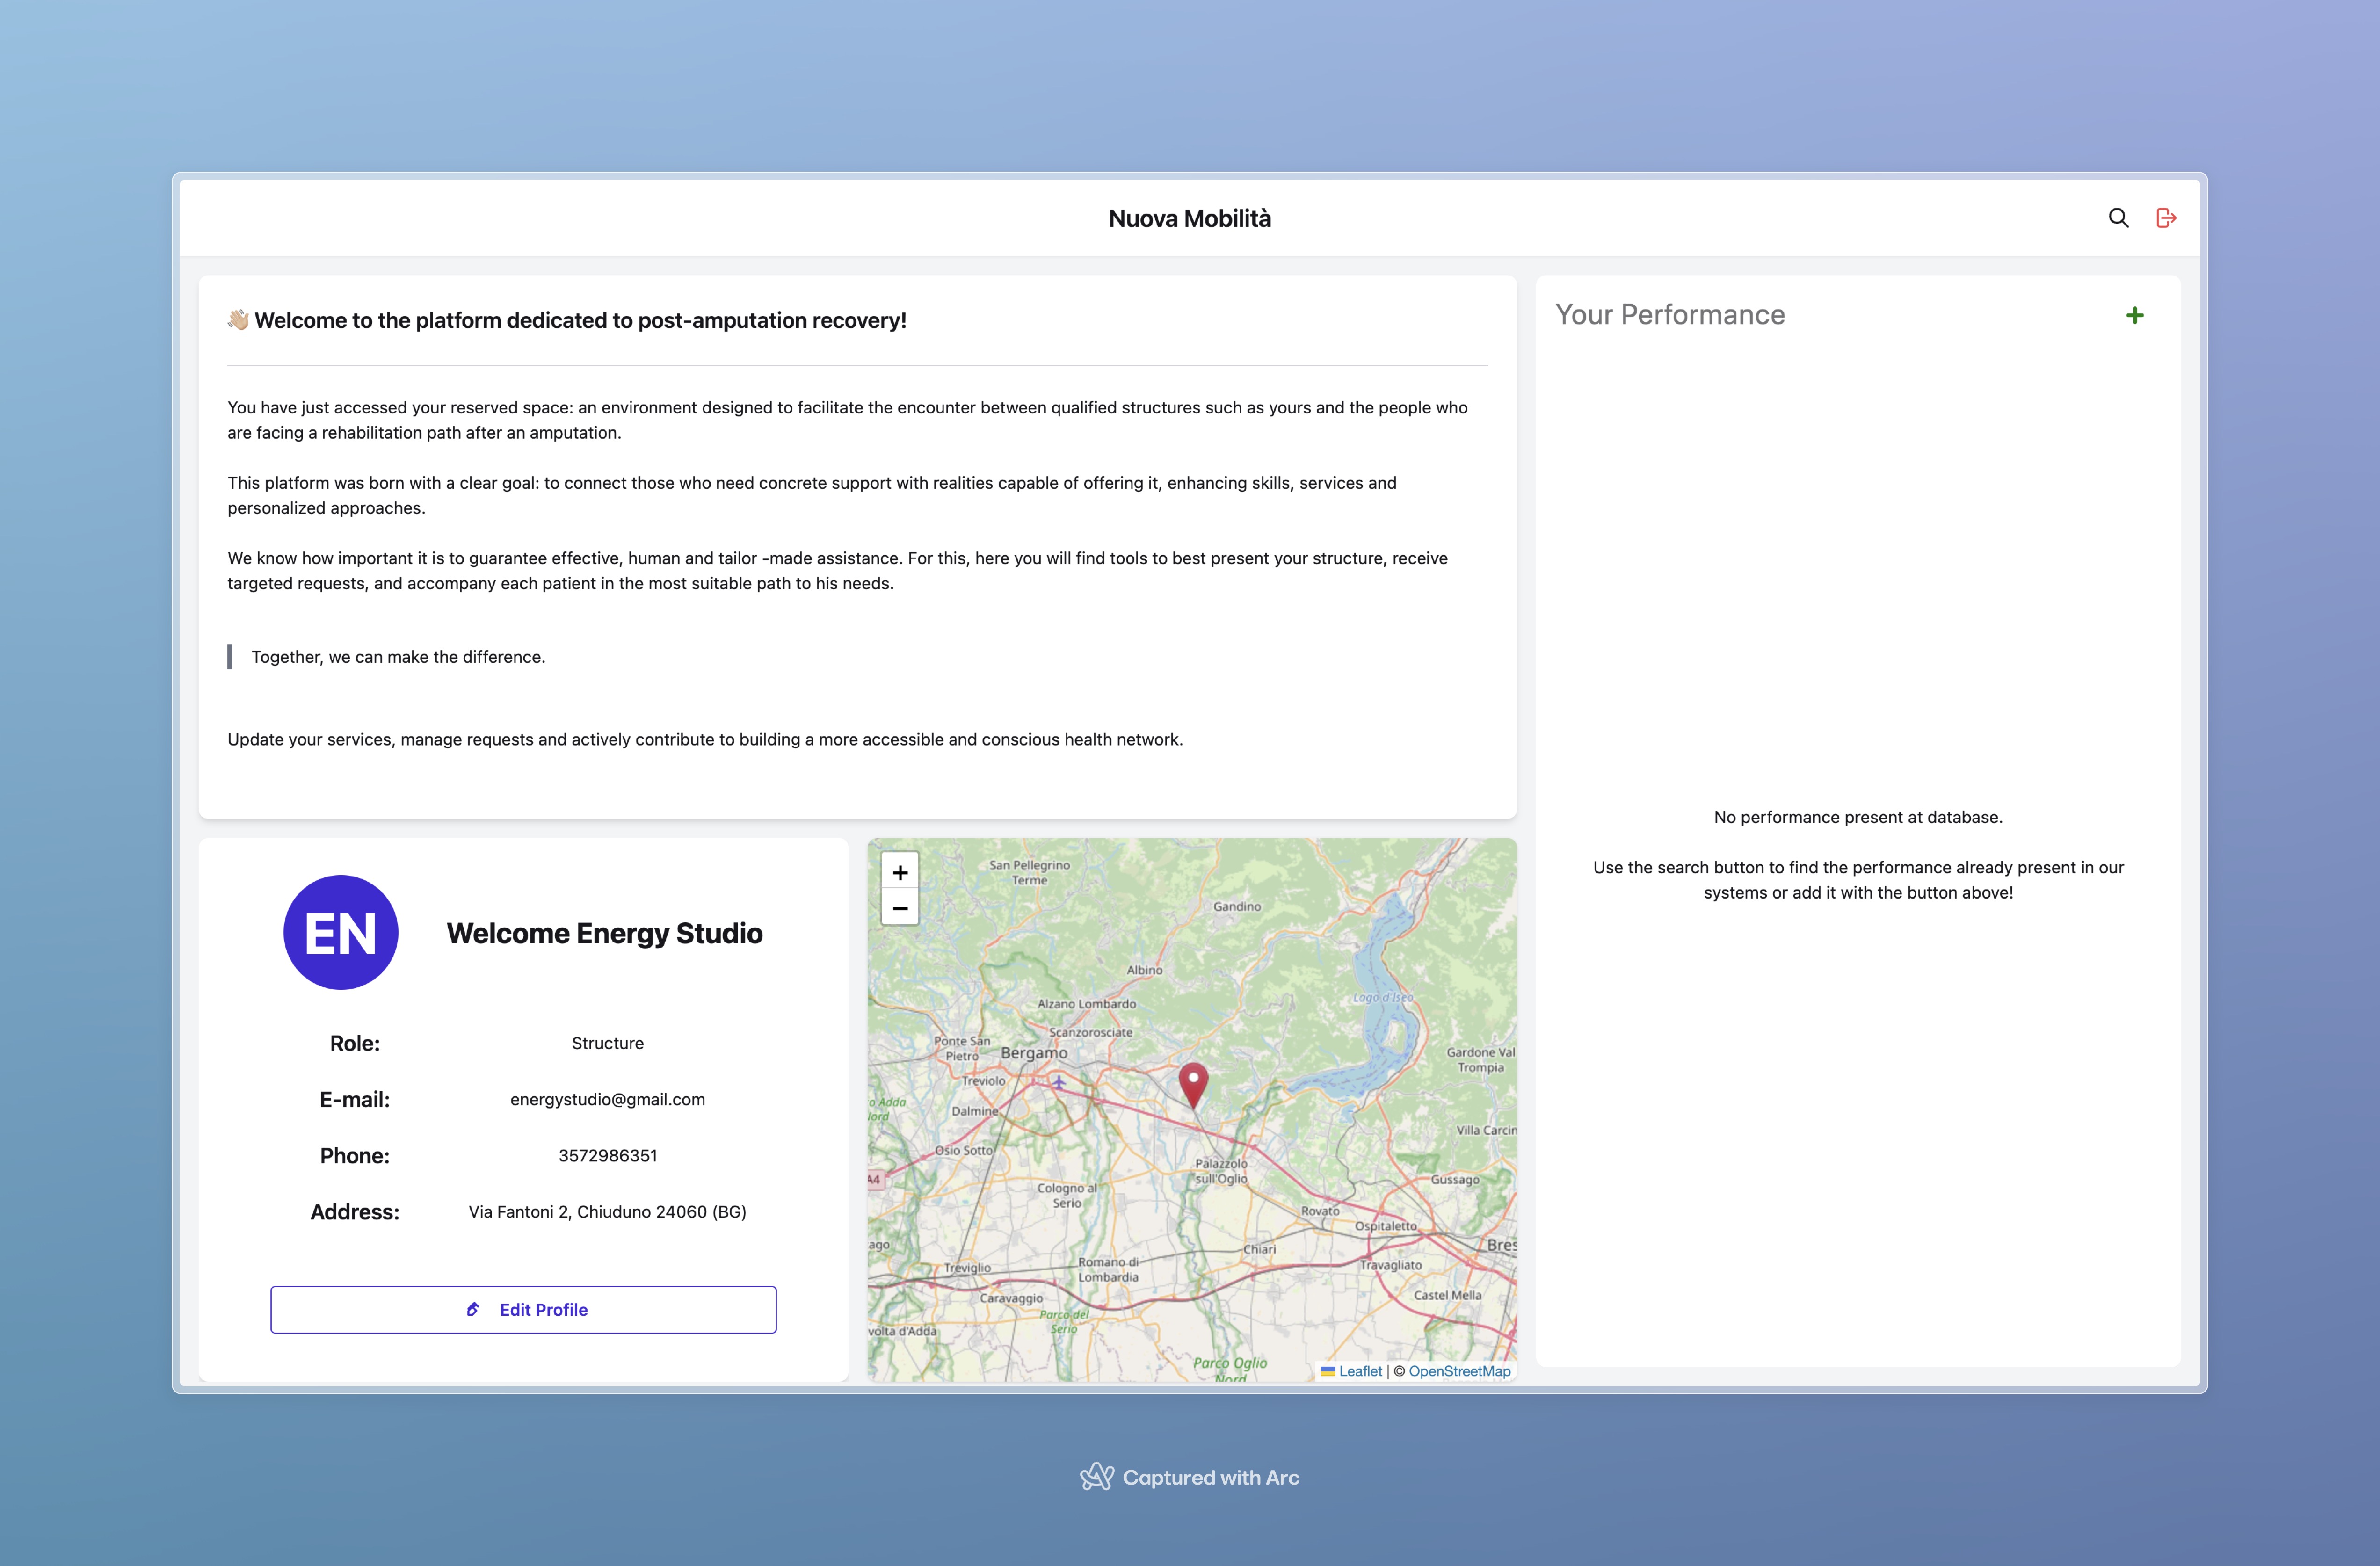 Nuova Mobilità
👋🏼 Welcome to the platform dedicated to post-amputation recovery!
You have just accessed your reserved space: an environment designed to facilitate the encounter between qualified structures such as yours and the people who
are facing a rehabilitation path after an amputation.
This platform was born with a clear goal: to connect those who need concrete support with realities capable of offering it, enhancing skills, services and
personalized approaches.
We know how important it is to guarantee effective, human and tailor -made assistance. For this, here you will find tools to best present your structure, receive
targeted requests, and accompany each patient in the most suitable path to his needs.
Together, we can make the difference.
Update your services, manage requests and actively contribute to building a more accessible and conscious health network.
EN
Welcome Energy Studio
Role: Structure
E-mail: energystudio@gmail.com
Phone: 3572986351
Address: Via Fantoni 2, Chiuduno 24060 (BG)
Edit Profile
+
−
San Pellegrino
Terme
Gandino
Albino
Lago d'Iseo
Alzano Lombardo
Scanzorosciate
Ponte San
Pietro
Bergamo
Gardone Val
Trompia
Treviolo
o Adda
Nord
Dalmine
Villa Carcin
Osio Sotto
Palazzolo
sull'Oglio
A4
Cologno al
Serio
Gussago
Rovato
Ospitaletto
ago
Chiari
Bres
Treviglio
Romano di
Lombardia
Travagliato
Caravaggio
Castel Mella
Parco del
Serio
volta d'Adda
Parco Oglio
Nord
Leaflet | © OpenStreetMap
Your Performance
+
No performance present at database.
Use the search button to find the performance already present in our
systems or add it with the button above!
Captured with Arc